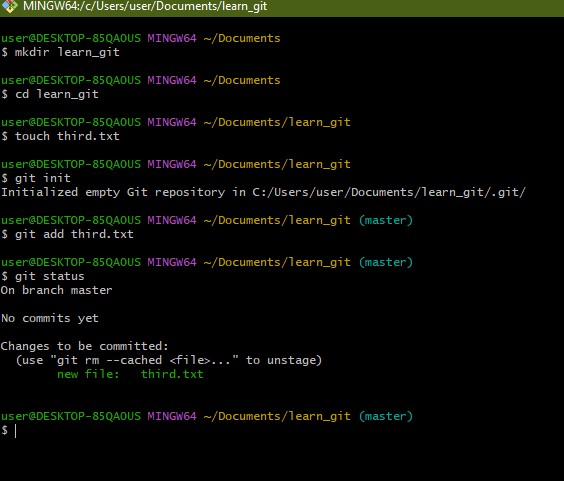 MINGW64:/c/Users/user/Documents/learn_git
user@DESKTOP-85QAOUS MINGW64 ~/Documents
$ mkdir learn_git
user@DESKTOP-85QAOUS MINGW64 ~/Documents
$ cd learn_git
user@DESKTOP-85QAOUS MINGW64 ~/Documents/learn_git
$ touch third.txt
user@DESKTOP-85QAOUS MINGW64 ~/Documents/learn_git
$ git init
Initialized empty Git repository in C:/Users/user/Documents/learn_git/.git/
user@DESKTOP-85QAOUS MINGW64 ~/Documents/learn_git (master)
$ git add third.txt
user@DESKTOP-85QAOUS MINGW64 ~/Documents/learn_git (master)
$ git status
On branch master
No commits yet
Changes to be committed:
  (use "git rm --cached <file>..." to unstage)
        new file:   third.txt
user@DESKTOP-85QAOUS MINGW64 ~/Documents/learn_git (master)
$